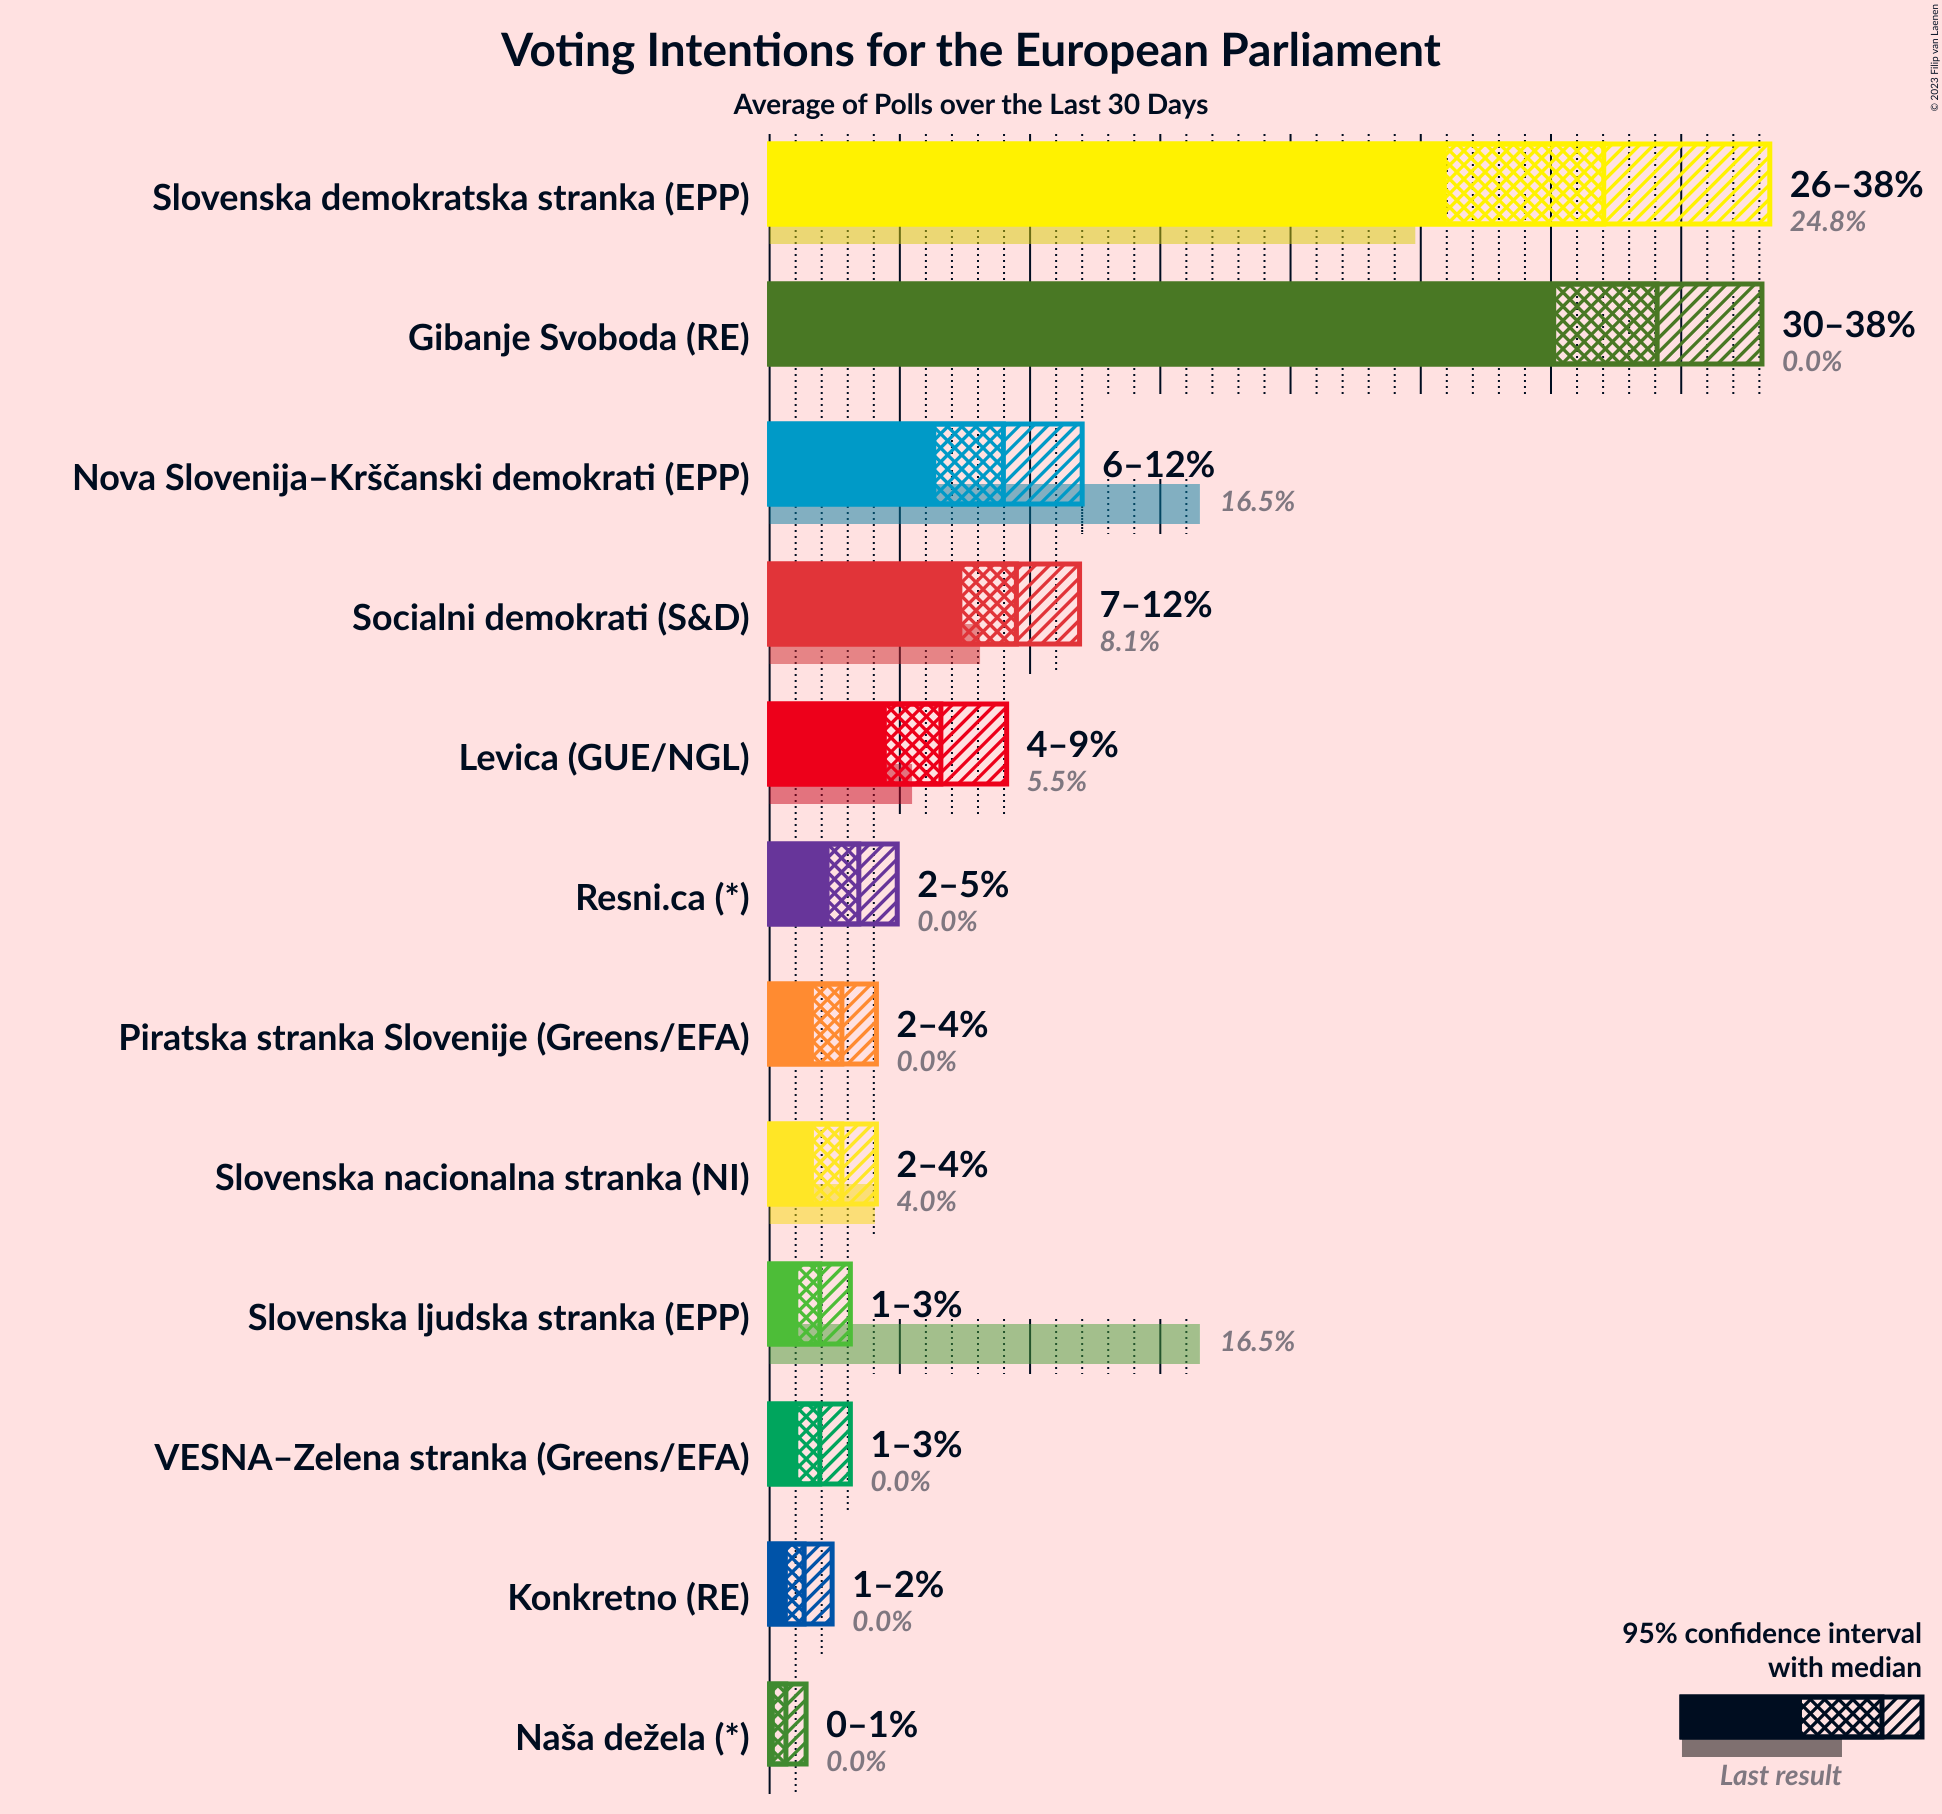 Voting Intentions for the European Parliament
Average of Polls over the Last 30 Days
© 2023 Filip van Laenen
Slovenska demokratska stranka (EPP)
26–38%
24.8%
Gibanje Svoboda (RE)
30–38%
0.0%
Nova Slovenija–Krščanski demokrati (EPP)
6–12%
16.5%
Socialni demokrati (S&D)
7–12%
8.1%
Levica (GUE/NGL)
4–9%
5.5%
Resni.ca (*)
2–5%
0.0%
Piratska stranka Slovenije (Greens/EFA)
2–4%
0.0%
Slovenska nacionalna stranka (NI)
2–4%
4.0%
Slovenska ljudska stranka (EPP)
1–3%
16.5%
VESNA–Zelena stranka (Greens/EFA)
1–3%
0.0%
Konkretno (RE)
1–2%
0.0%
Naša dežela (*)
0–1%
0.0%
95% confidence interval
with median
Last result